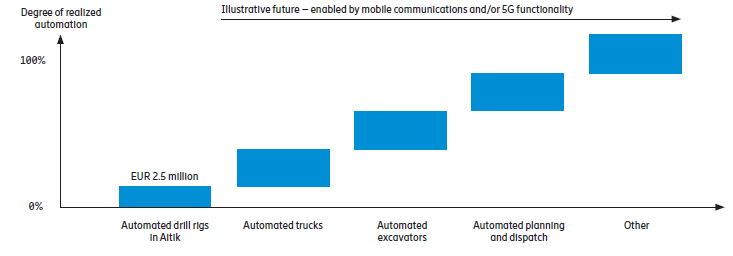 Degree of realized
automation
Illustrative future – enabled by mobile communications and/or 5G functionality
100%
EUR 2.5 million
0%
Automated drill rigs
in Aitik
Automated trucks
Automated
excavators
Automated planning
and dispatch
Other